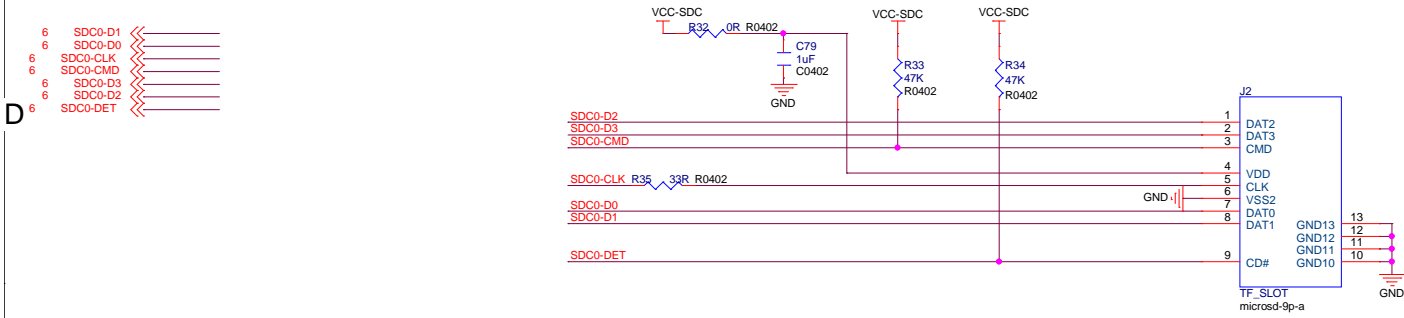 6 SDC0-D1
6 SDC0-D0
6 SDC0-CLK
6 SDC0-CMD
6 SDC0-D3
6 SDC0-D2
6 SDC0-DET
D
VCC-SDC
R32 0R R0402
C79
1uF
C0402
GND
VCC-SDC
R33
47K
R0402
VCC-SDC
R34
47K
R0402
J2
SDC0-D2 1 DAT2
SDC0-D3 2 DAT3
SDC0-CMD 3 CMD
4 VDD
SDC0-CLK R35 33R R0402 5 CLK
GND 6 VSS2
SDC0-D0 7 DAT0
SDC0-D1 8 DAT1 GND13 13
GND12 12
GND11 11
SDC0-DET 9 CD# GND10 10
GND
TF_SLOT
microsd-9p-a